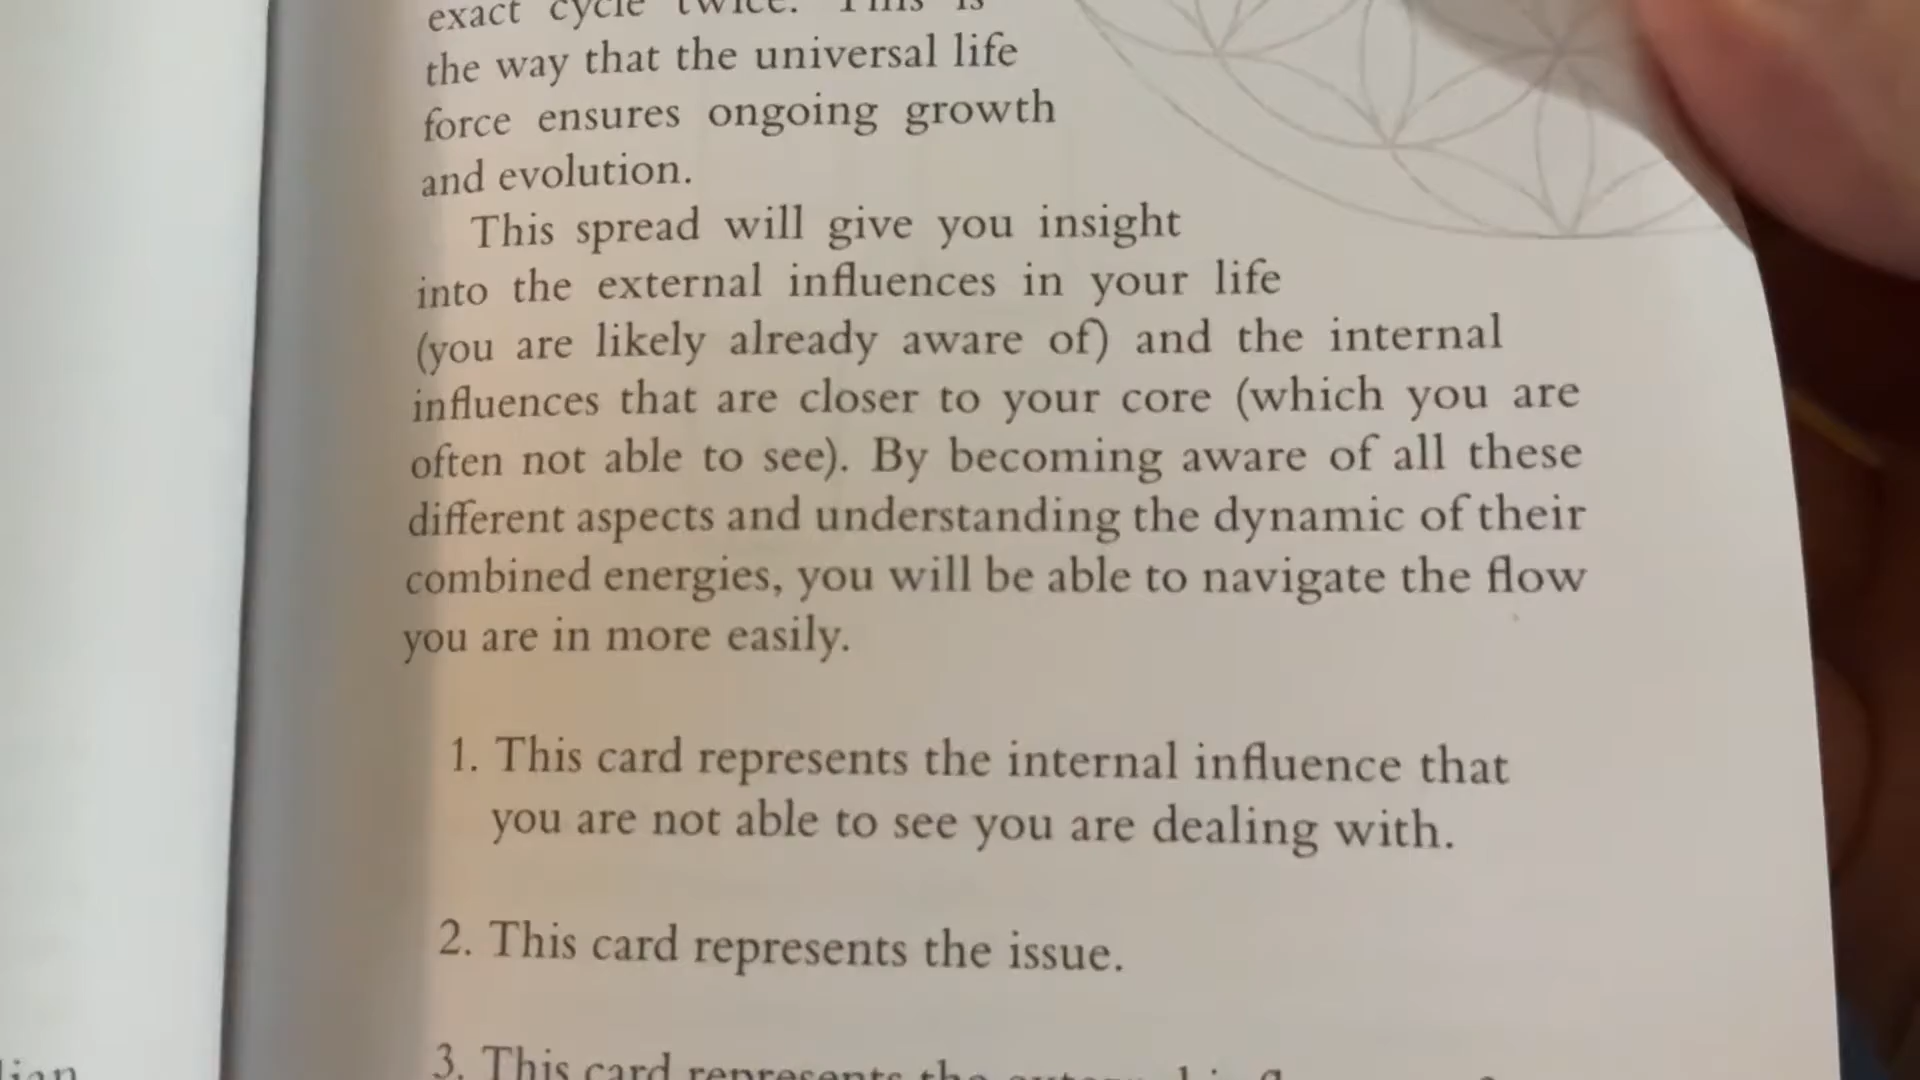 exact cycle twice. This is
the way that the universal life
force ensures ongoing growth
and evolution.
This spread will give you insight
into the external influences in your life
(you are likely already aware of) and the internal
influences that are closer to your core (which you are
often not able to see). By becoming aware of all these
different aspects and understanding the dynamic of their
combined energies, you will be able to navigate the flow
you are in more easily.
1. This card represents the internal influence that
you are not able to see you are dealing with.
2. This card represents the issue.
3. This card represents the external